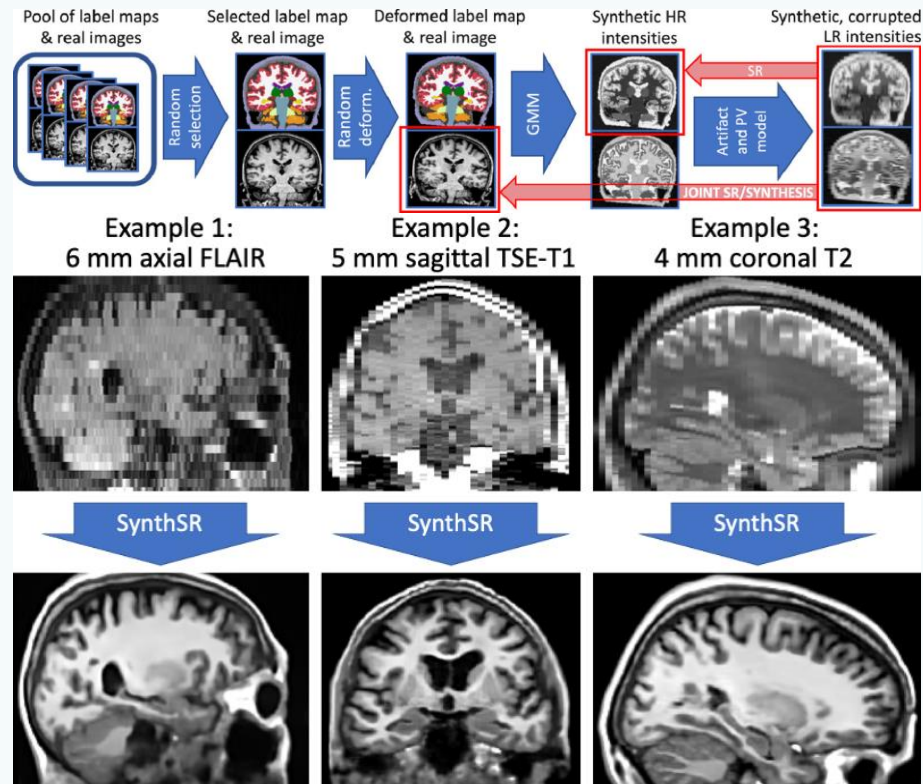 Pool of label maps
& real images
Selected label map
& real image
Deformed label map
& real image
Synthetic HR
intensities
Synthetic, corrupted
LR intensities
Random
selection
Random
deform.
GMM
SR
Artifact
and PV
model
JOINT SR/SYNTHESIS
Example 1:
6 mm axial FLAIR
Example 2:
5 mm sagittal TSE-T1
Example 3:
4 mm coronal T2
SynthSR
SynthSR
SynthSR